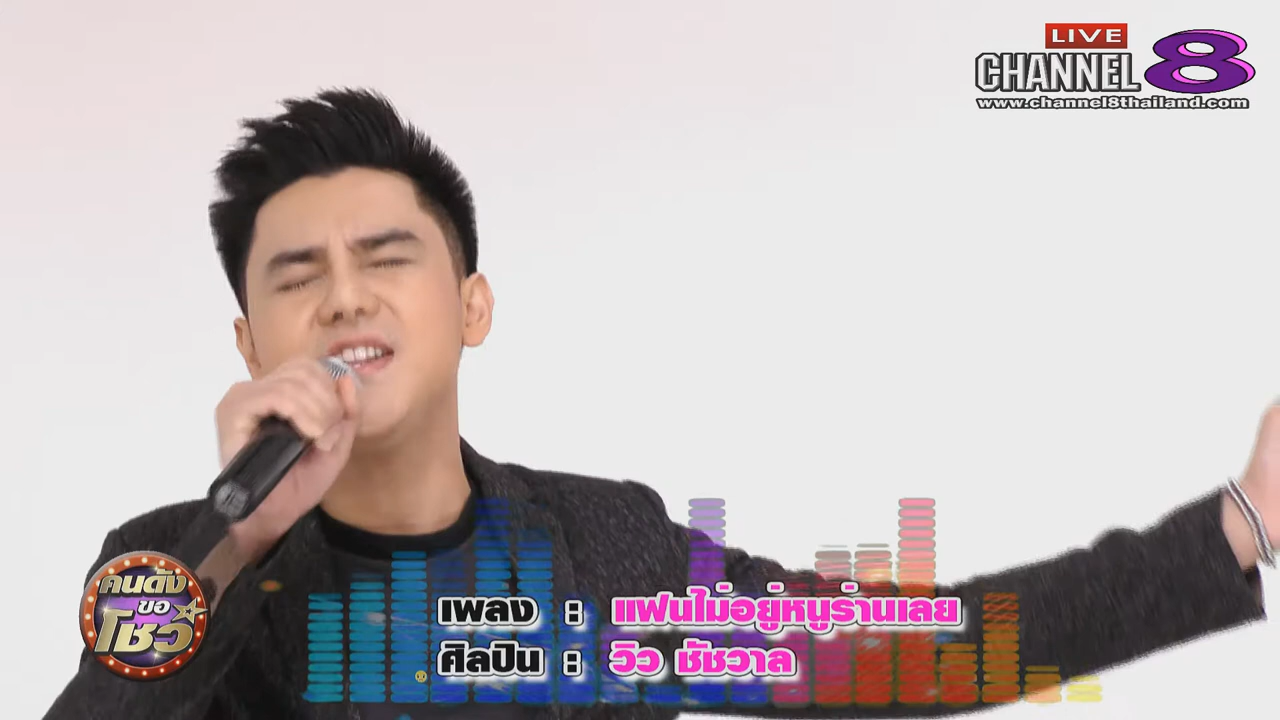 LIVE
CHANNEL 8
www.channel8thailand.com
คนดัง
ขอ
โชว์
เพลง : แฟนไม่อยู่หนูร่านเลย
ศิลปิน : วิว ชัชวาล